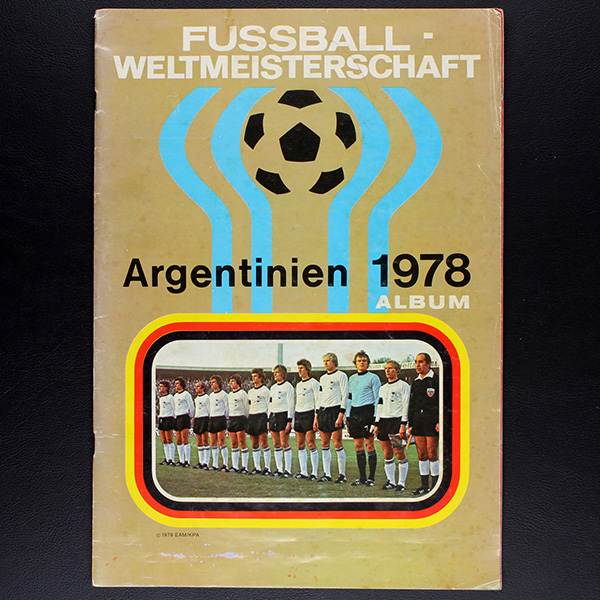 FUSSBALL -
WELTMEISTERSCHAFT
Argentinien 1978
ALBUM
© 1978 EAM/KPA